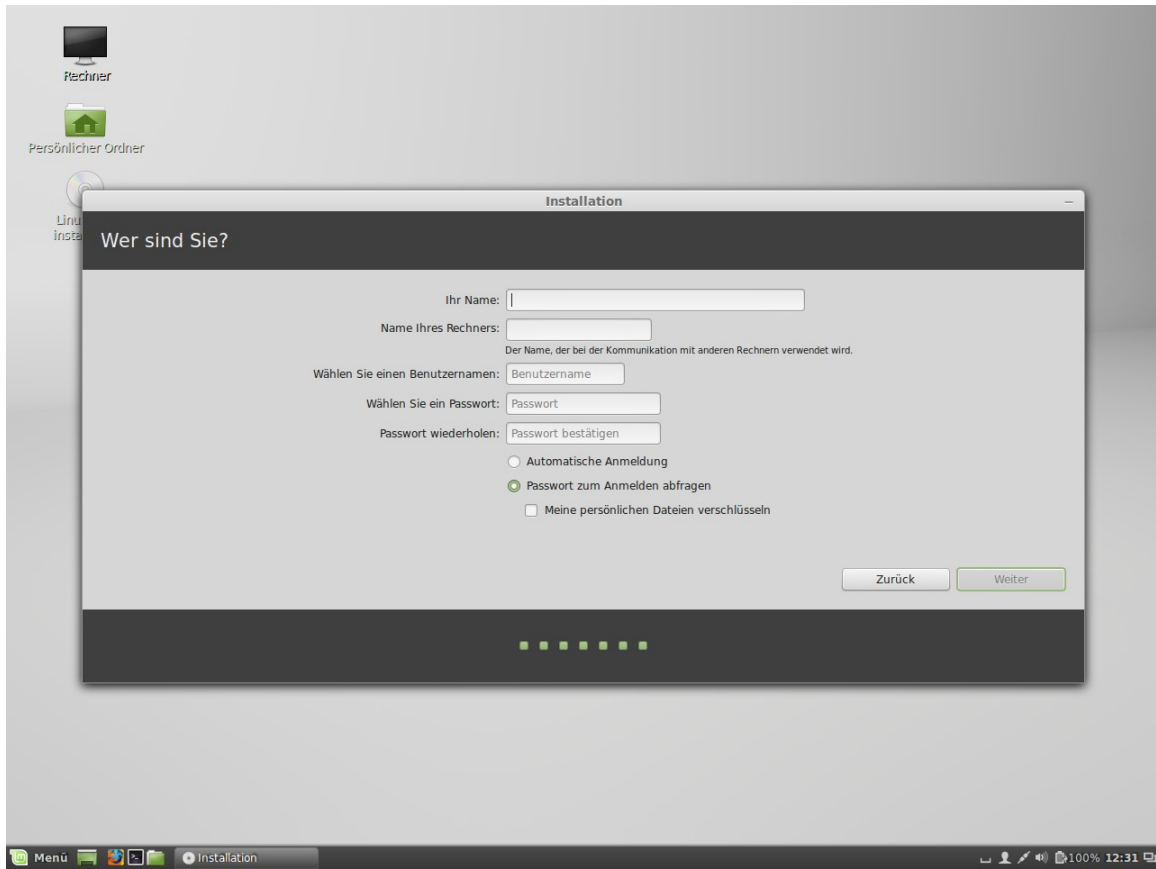 Rechner
Persönlicher Ordner
Linu
insta
Installation
Wer sind Sie?
Ihr Name:
Name Ihres Rechners:
Der Name, der bei der Kommunikation mit anderen Rechnern verwendet wird.
Wählen Sie einen Benutzernamen: Benutzername
Wählen Sie ein Passwort: Passwort
Passwort wiederholen: Passwort bestätigen
Automatische Anmeldung
Passwort zum Anmelden abfragen
Meine persönlichen Dateien verschlüsseln
Zurück Weiter
Menü Installation 100% 12:31